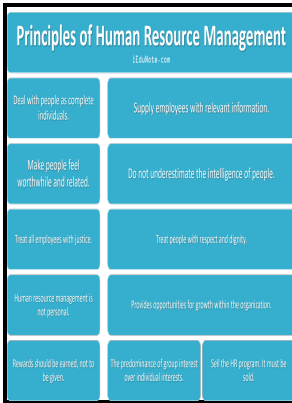 Principles of Human Resource Management
iEduNote.com
Deal with people as complete
individuals.
Supply employees with relevant information.
Make people feel
worthwhile and related.
Do not underestimate the intelligence of people.
Treat all employees with justice.
Treat people with respect and dignity.
Human resource management is
not personal.
Provides opportunities for growth within the organization.
Rewards should be earned, not to
be given.
The predominance of group interest
over individual interests.
Sell the HR program. It must be
sold.